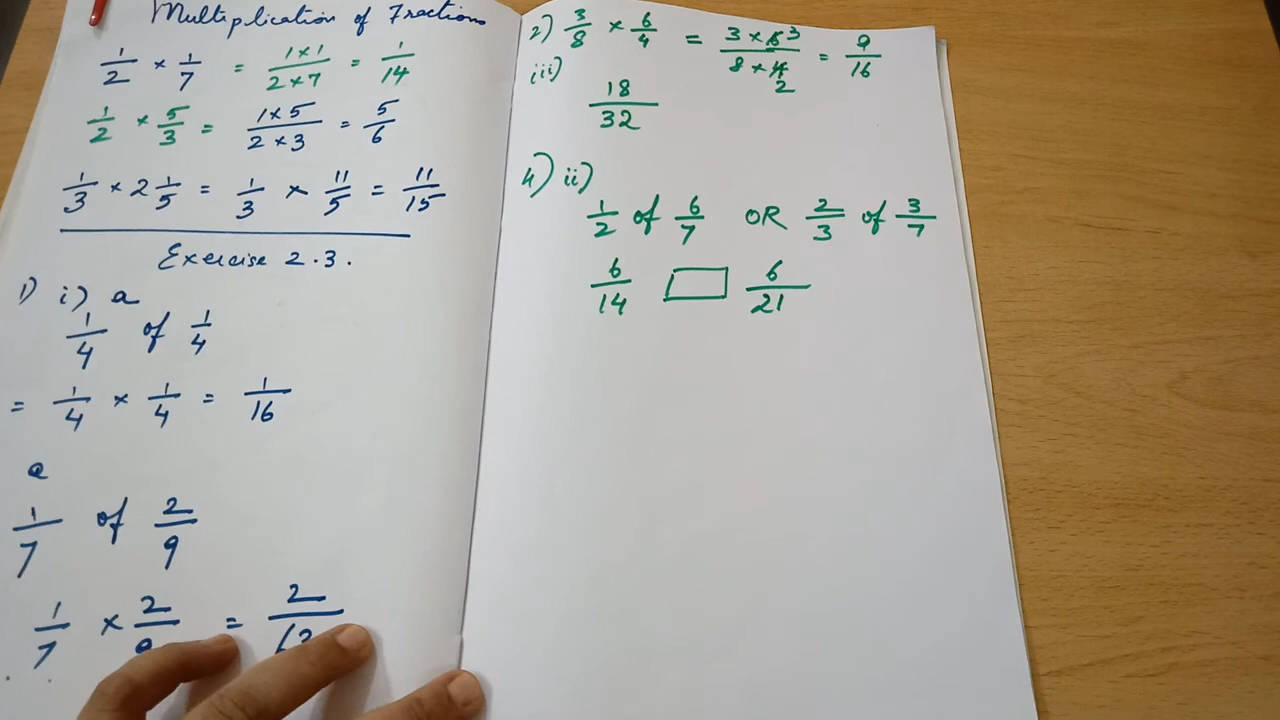 Multiplication of Fractions
1/2 × 1/7 = 1×1/2×7 = 1/14
1/2 × 5/3 = 1×5/2×3 = 5/6
1/3 × 2 1/5 = 1/3 × 11/5 = 11/15
Exercise 2.3.
1) i) a
1/4 of 1/4
= 1/4 × 1/4 = 1/16
e
1/7 of 2/9
1/7 × 2/9 = 2/63
2) 3/8 × 6/4 = 3 × 6 3/8 × 4 2 = 9/16
iii)
18/32
4) ii)
1/2 of 6/7 OR 2/3 of 3/7
6/14 □ 6/21